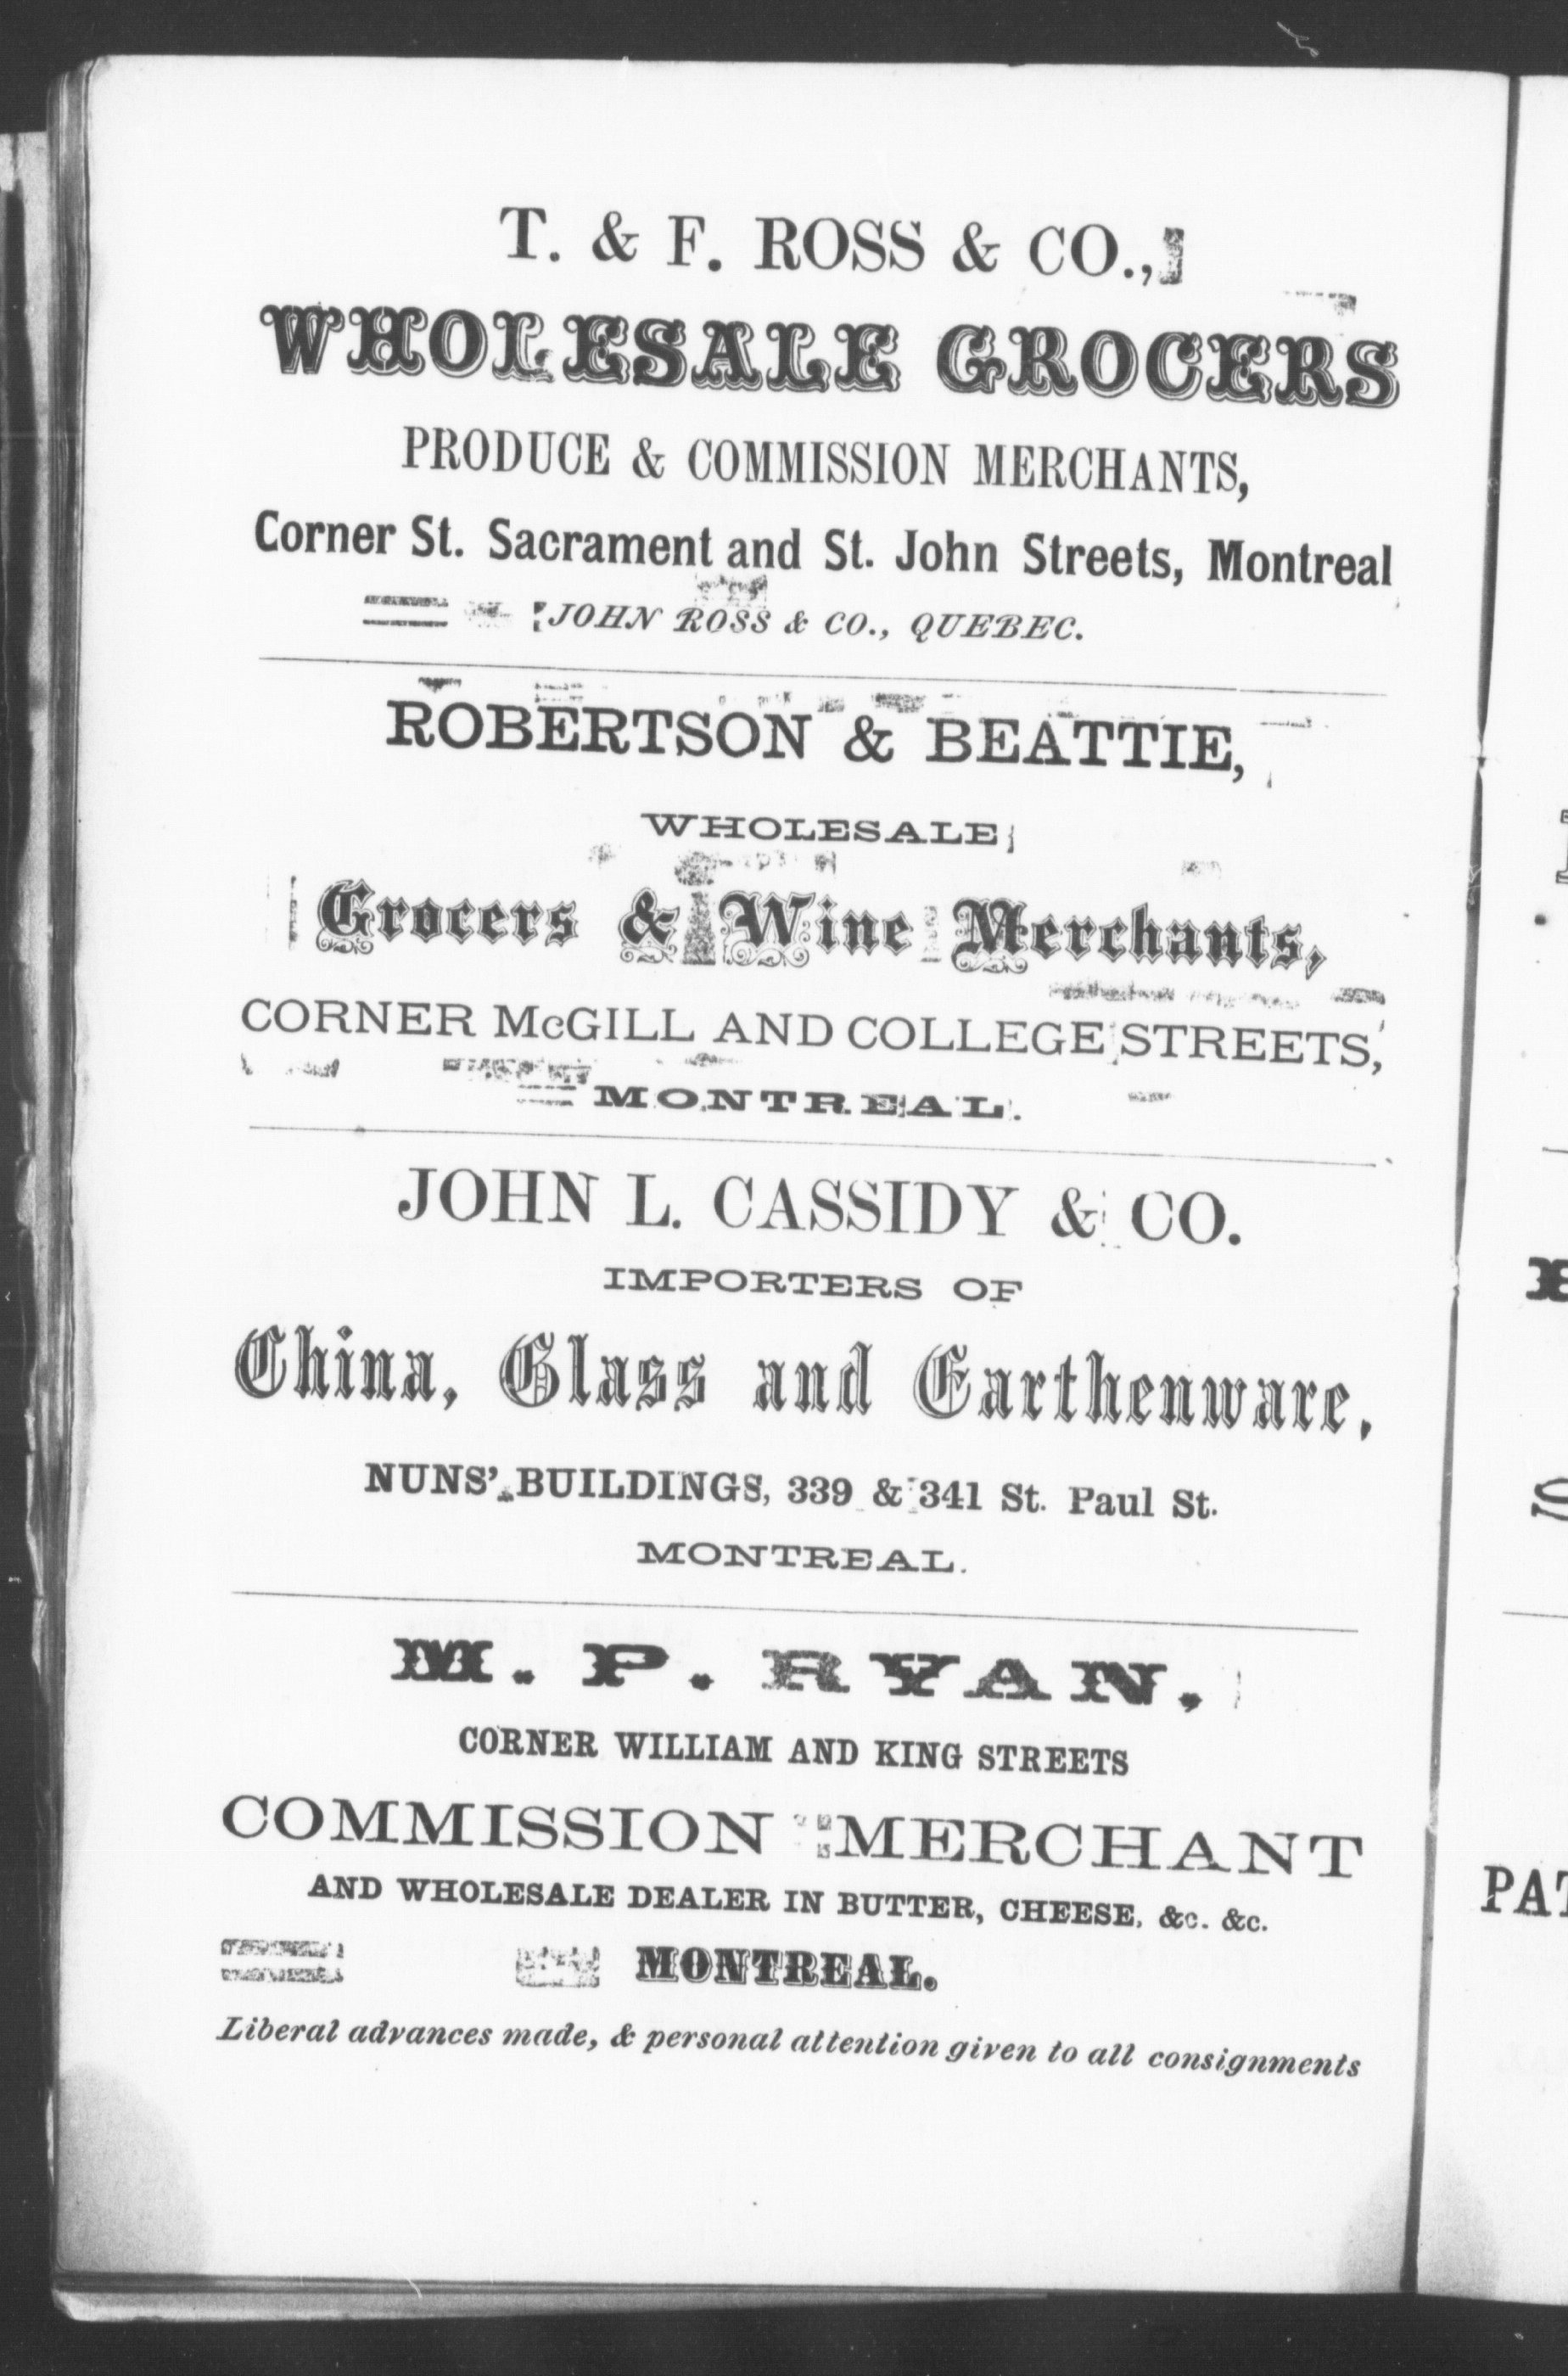 T. & F. ROSS & CO.,
WHOLESALE GROCERS
PRODUCE & COMMISSION MERCHANTS,
Corner St. Sacrament and St. John Streets, Montreal
JOHN ROSS & CO., QUEBEC.
ROBERTSON & BEATTIE,
WHOLESALE
Grocers & Wine Merchants,
CORNER McGILL AND COLLEGE STREETS,
MONTREAL.
JOHN L. CASSIDY & CO.
IMPORTERS OF
China, Glass and Earthenware,
NUNS' BUILDINGS, 339 & 341 St. Paul St.
MONTREAL.
M. P. RYAN,
CORNER WILLIAM AND KING STREETS
COMMISSION MERCHANT
AND WHOLESALE DEALER IN BUTTER, CHEESE, &c. &c.
MONTREAL.
Liberal advances made, & personal attention given to all consignments